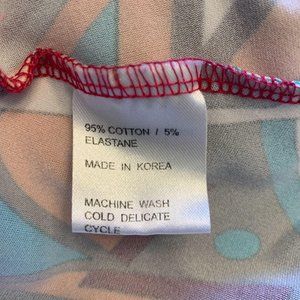 95% COTTON / 5%
ELASTANE
MADE IN KOREA
MACHINE WASH
COLD DELICATE
CYCLE